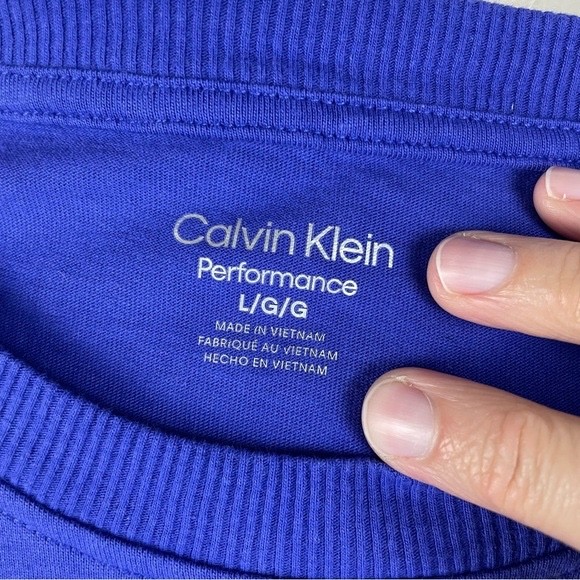 Calvin Klein
Performance
L/G/G
MADE IN VIETNAM
FABRIQUÉ AU VIETNAM
HECHO EN VIETNAM